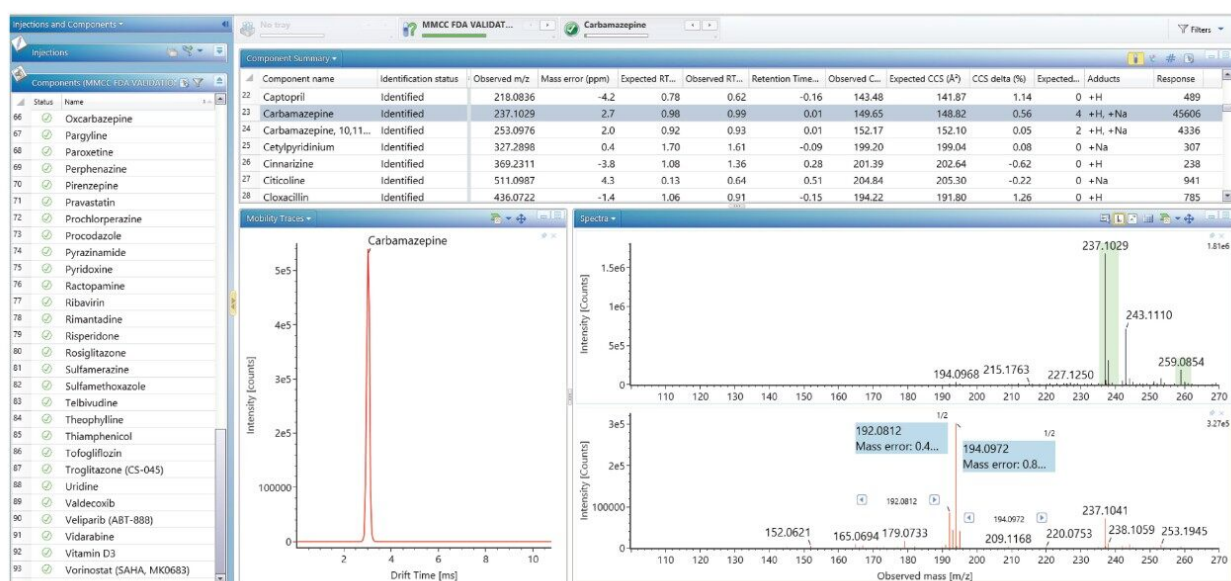 Injections and Components
No tray
MMCC FDA VALIDAT...
Carbamazepine
Filters
Injections
Components (MMCC FDA VALIDATIO
Status Name
66 Oxcarbazepine
67 Pargyline
68 Paroxetine
69 Perphenazine
70 Pirenzepine
71 Pravastatin
72 Prochlorperazine
73 Procodazole
74 Pyrazinamide
75 Pyridoxine
76 Ractopamine
77 Ribavirin
78 Rimantadine
79 Risperidone
80 Rosiglitazone
81 Sulfamerazine
82 Sulfamethoxazole
83 Telbivudine
84 Theophylline
85 Thiamphenicol
86 Tofogliflozin
87 Troglitazone (CS-045)
88 Uridine
89 Valdecoxib
90 Veliparib (ABT-888)
91 Vidarabine
92 Vitamin D3
93 Vorinostat (SAHA, MK0683)
Component Summary
Component name Identification status Observed m/z Mass error (ppm) Expected RT... Observed RT... Retention Time... Observed C... Expected CCS (Å²) CCS delta (%) Expected... Adducts Response
22 Captopril Identified 218.0836 -4.2 0.78 0.62 -0.16 143.48 141.87 1.14 0 +H 489
23 Carbamazepine Identified 237.1029 2.7 0.98 0.99 0.01 149.65 148.82 0.56 4 +H, +Na 45606
24 Carbamazepine, 10,11... Identified 253.0976 2.0 0.92 0.93 0.01 152.17 152.10 0.05 2 +H, +Na 4336
25 Cetylpyridinium Identified 327.2898 0.4 1.70 1.61 -0.09 199.20 199.04 0.08 0 +Na 307
26 Cinnarizine Identified 369.2311 -3.8 1.08 1.36 0.28 201.39 202.64 -0.62 0 +H 238
27 Citicoline Identified 511.0987 4.3 0.13 0.64 0.51 204.84 205.30 -0.22 0 +Na 941
28 Cloxacillin Identified 436.0722 -1.4 1.06 0.91 -0.15 194.22 191.80 1.26 0 +H 785
Mobility Traces
Carbamazepine
Intensity [counts]
5e5
4e5
3e5
2e5
100000
0
2 4 6 8 10
Drift Time [ms]
Spectra
1.81e6
237.1029
243.1110
259.0854
194.0968
215.1763
227.1250
Intensity [Counts]
1.5e6
1e6
5e5
0
110 120 130 140 150 160 170 180 190 200 210 220 230 240 250 260 270
3.27e5
1/2
192.0812
Mass error: 0.4...
1/2
194.0972
Mass error: 0.8...
192.0812
194.0972
152.0621
165.0694
179.0733
209.1168
220.0753
237.1041
238.1059
253.1945
Intensity [Counts]
3e5
2e5
100000
0
110 120 130 140 150 160 170 180 190 200 210 220 230 240 250 260 270
Observed mass [m/z]